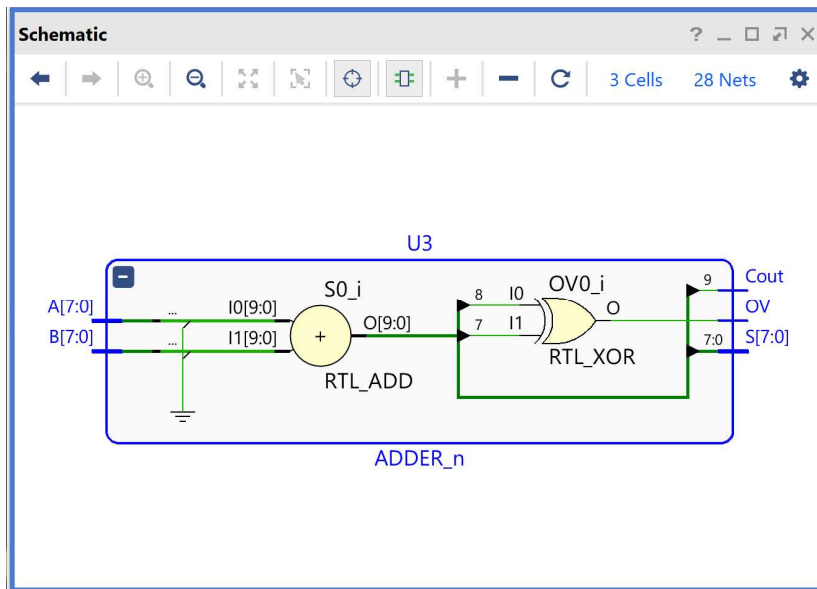 Schematic
3 Cells 28 Nets
U3
A[7:0]
B[7:0]
...
...
I0[9:0]
I1[9:0]
S0_i
+
RTL_ADD
O[9:0]
8 I0
7 I1
OV0_i
O
RTL_XOR
9 Cout
OV
7:0 S[7:0]
ADDER_n